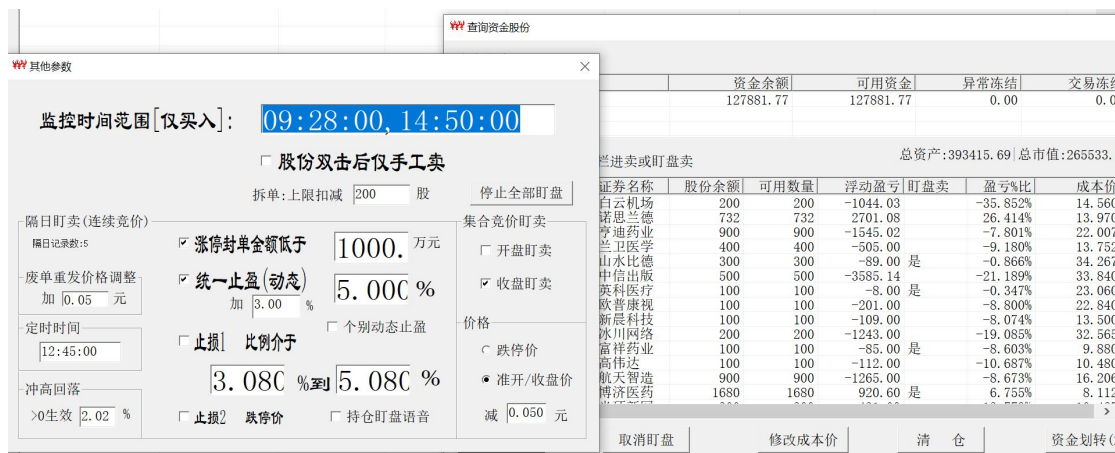 查询资金股份
其他参数
监控时间范围[仅买入]: 09:28:00,14:50:00
股份双击后仅手工卖
拆单:上限扣减 200 股 停止全部盯盘
隔日盯卖(连续竞价)
隔日记录数:5
涨停封单金额低于 1000. 万元
统一止盈(动态) 5.000 %
加 3.00 %
个别动态止盈
止损1 比例介于
3.080 %到 5.080 %
止损2 跌停价
持仓盯盘语音
废单重发价格调整
加 0.05 元
定时时间
12:45:00
冲高回落
>0生效 2.02 %
集合竞价盯卖
开盘盯卖
收盘盯卖
价格
跌停价
准开/收盘价
减 0.050 元
资金余额 可用资金 异常冻结 交易冻结
127881.77 127881.77 0.00 0.0
栏进卖或盯盘卖 总资产:393415.69 总市值:265533.
证券名称 股份余额 可用数量 浮动盈亏 盯盘卖 盈亏%比 成本价
白云机场 200 200 -1044.03 -35.852% 14.560
诺思兰德 732 732 2701.08 26.414% 13.970
亨迪药业 900 900 -1545.02 -7.801% 22.007
兰卫医学 400 400 -505.00 -9.180% 13.752
山水比德 300 300 -89.00 是 -0.866% 34.267
中信出版 500 500 -3585.14 -21.189% 33.840
英科医疗 100 100 -8.00 是 -0.347% 23.060
欧普康视 100 100 -201.00 -8.800% 22.840
新晨科技 100 100 -109.00 -8.074% 13.500
冰川网络 200 200 -1243.00 -19.085% 32.565
富祥药业 100 100 -85.00 是 -8.603% 9.880
高伟达 100 100 -112.00 -10.687% 10.480
航天智造 900 900 -1265.00 -8.673% 16.206
博济医药 1680 1680 920.60 是 6.755% 8.112
取消盯盘 修改成本价 清 仓 资金划转(